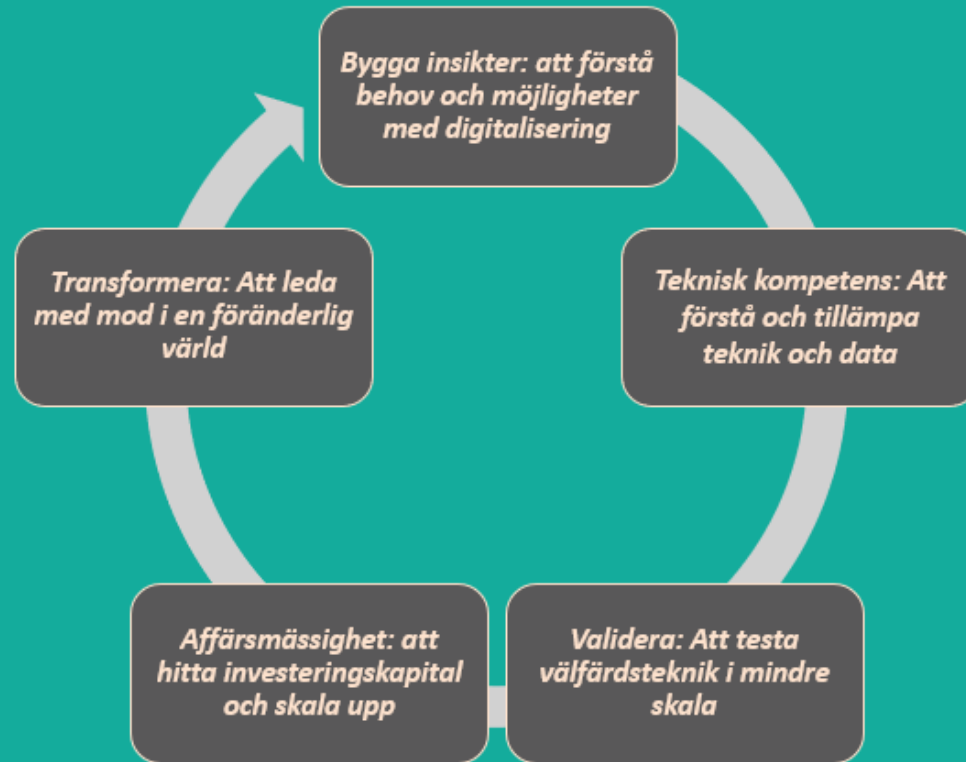 Bygga insikter: att förstå
behov och möjligheter
med digitalisering
Teknisk kompetens: Att
förstå och tillämpa
teknik och data
Validera: Att testa
välfärdsteknik i mindre
skala
Affärsmässighet: att
hitta investeringskapital
och skala upp
Transformera: Att leda
med mod i en föränderlig
värld